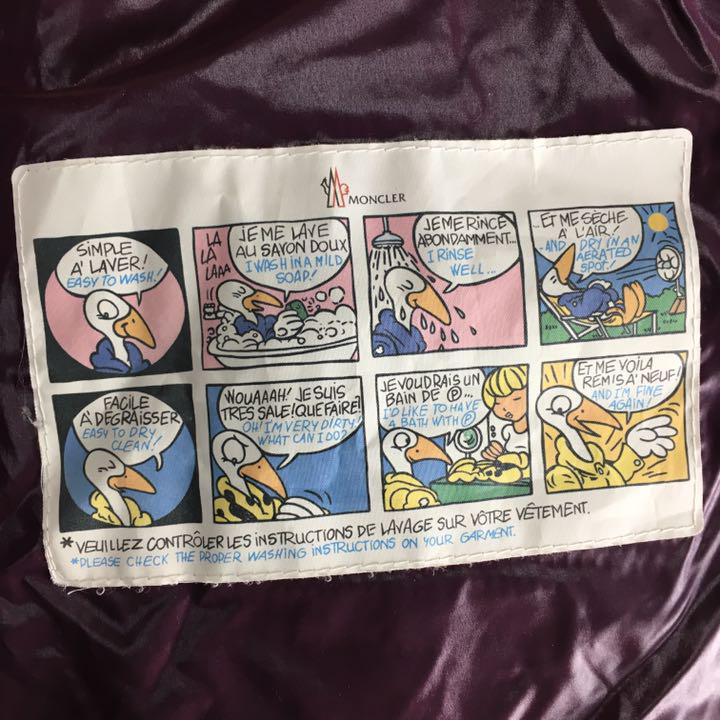 MONCLER
SIMPLE
A' LAVER!
EASY TO WASH!
LA
LA
LAAA
JE ME LAVE
AU SAVON DOUX
I WASH IN A MILD
SOAP!
JE ME RINCE
ABONDAMMENT...
I RINSE
WELL...
...ET ME SÈCHE
A' L'AIR!
...AND DRY IN AN
AERATED
SPOT!
FACILE
A' DEGRAISSER
EASY TO DRY
CLEAN!
WOUAAAH! JE SUIS
TRES SALE! QUE FAIRE!
OH! I'M VERY DIRTY!
WHAT CAN I DO?
JE VOUDRAIS UN
BAIN DE Ⓟ...
I'D LIKE TO HAVE
A BATH WITH Ⓟ
ET ME VOILA
REMIS A' NEUF!
AND I'M FINE
AGAIN!
* VEUILLEZ CONTRÔLER LES INSTRUCTIONS DE LAVAGE SUR VÔTRE VÊTEMENT.
*PLEASE CHECK THE PROPER WASHING INSTRUCTIONS ON YOUR GARMENT.